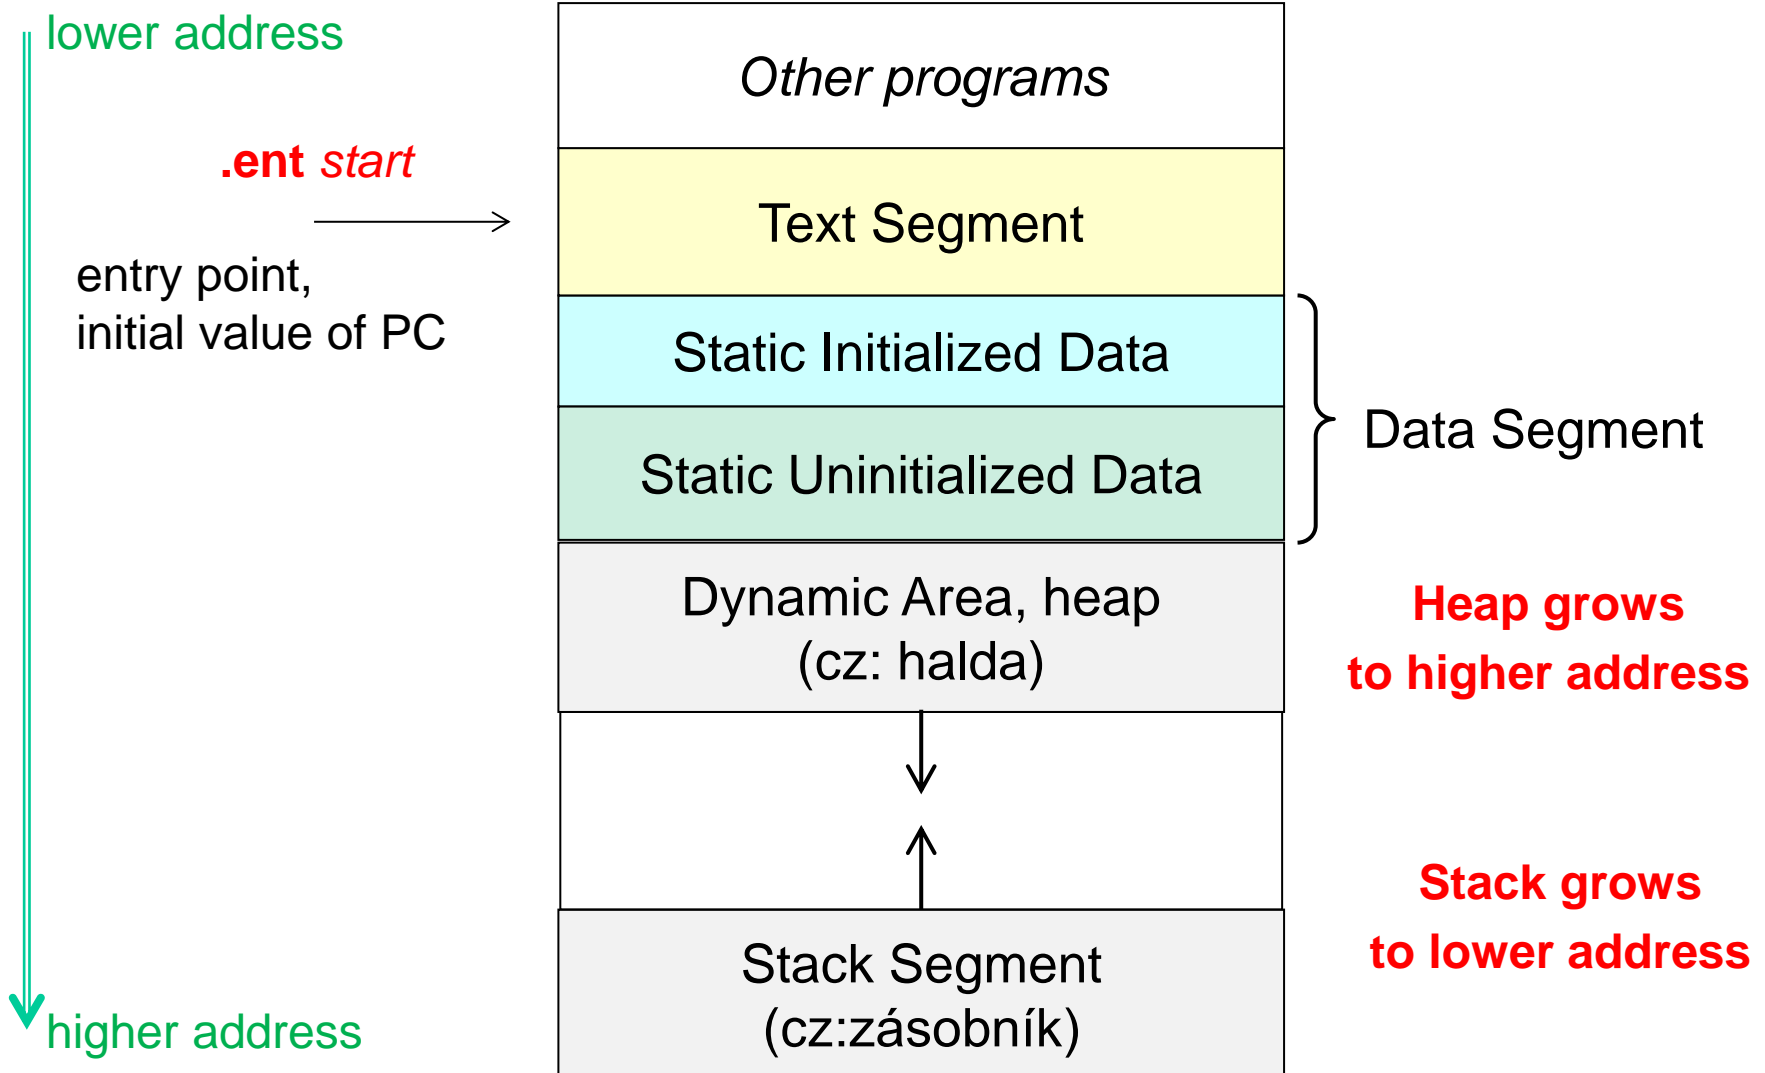 lower address
Other programs
.ent start
Text Segment
entry point,
initial value of PC
Static Initialized Data
Data Segment
Static Uninitialized Data
Dynamic Area, heap
(cz: halda)
Heap grows
to higher address
Stack grows
to lower address
Stack Segment
(cz:zásobník)
higher address